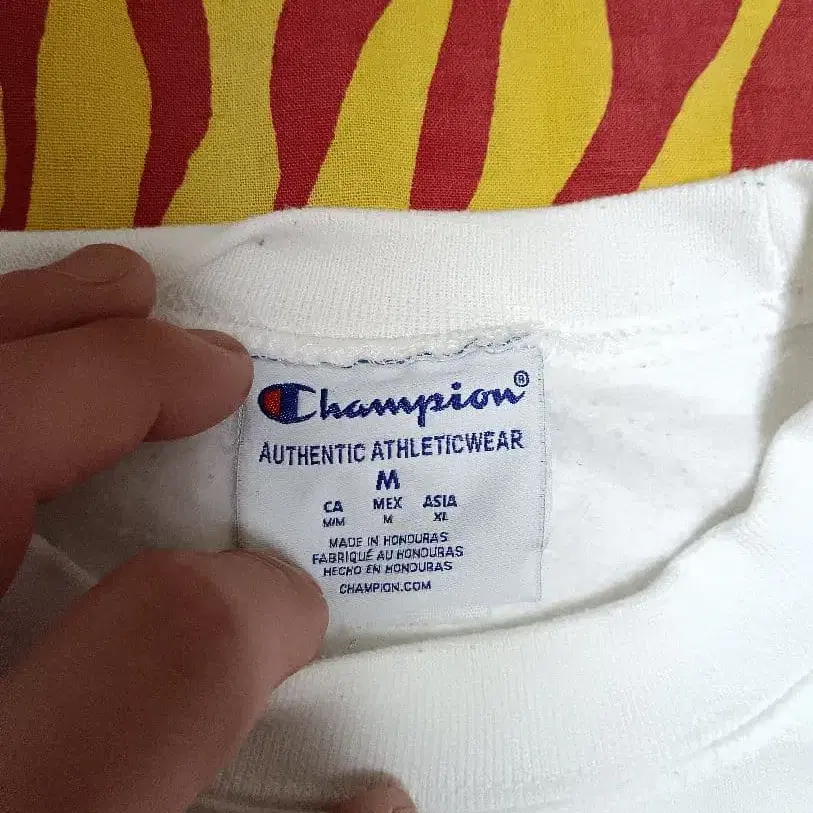 Champion®
AUTHENTIC ATHLETICWEAR
M
CA MEX ASIA
M/M M XL
MADE IN HONDURAS
FABRIQUÉ AU HONDURAS
HECHO EN HONDURAS
CHAMPION.COM